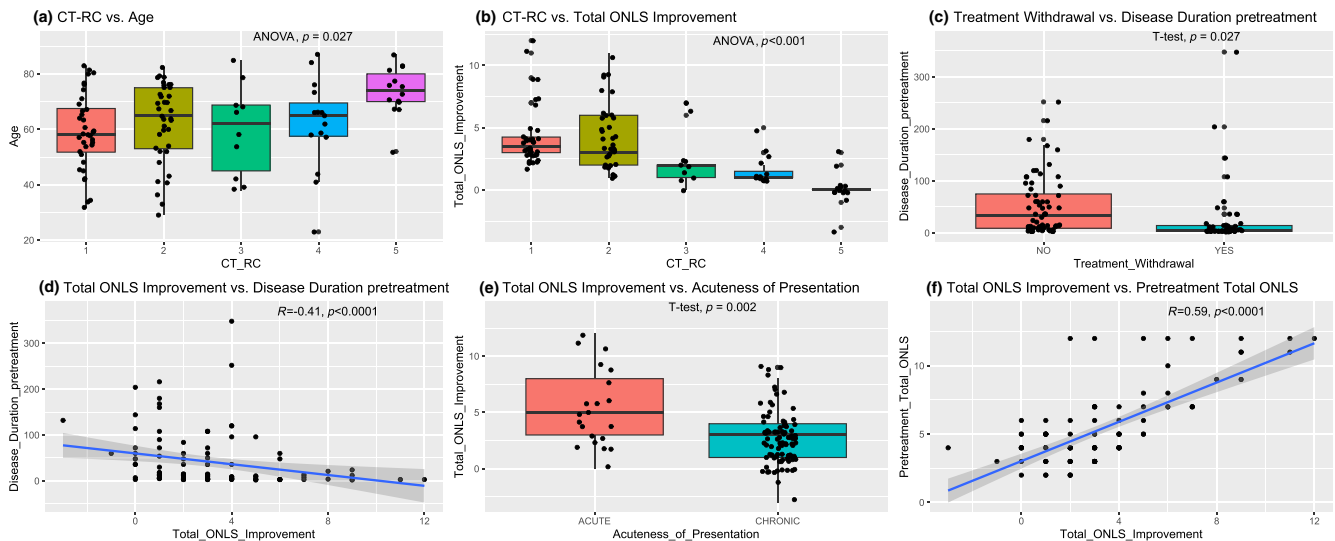 (a) CT-RC vs. Age
ANOVA, p = 0.027
Age
80
60
40
20
1 2 3 4 5
CT_RC
(b) CT-RC vs. Total ONLS Improvement
ANOVA, p<0.001
Total_ONLS_Improvement
10
5
0
1 2 3 4 5
CT_RC
(c) Treatment Withdrawal vs. Disease Duration pretreatment
T-test, p = 0.027
Disease_Duration_pretreatment
300
200
100
0
NO YES
Treatment_Withdrawal
(d) Total ONLS Improvement vs. Disease Duration pretreatment
R=-0.41, p<0.0001
Disease_Duration_pretreatment
300
200
100
0
0 4 8 12
Total_ONLS_Improvement
(e) Total ONLS Improvement vs. Acuteness of Presentation
T-test, p = 0.002
Total_ONLS_Improvement
10
5
0
ACUTE CHRONIC
Acuteness_of_Presentation
(f) Total ONLS Improvement vs. Pretreatment Total ONLS
R=0.59, p<0.0001
Pretreatment_Total_ONLS
10
5
0
0 4 8 12
Total_ONLS_Improvement